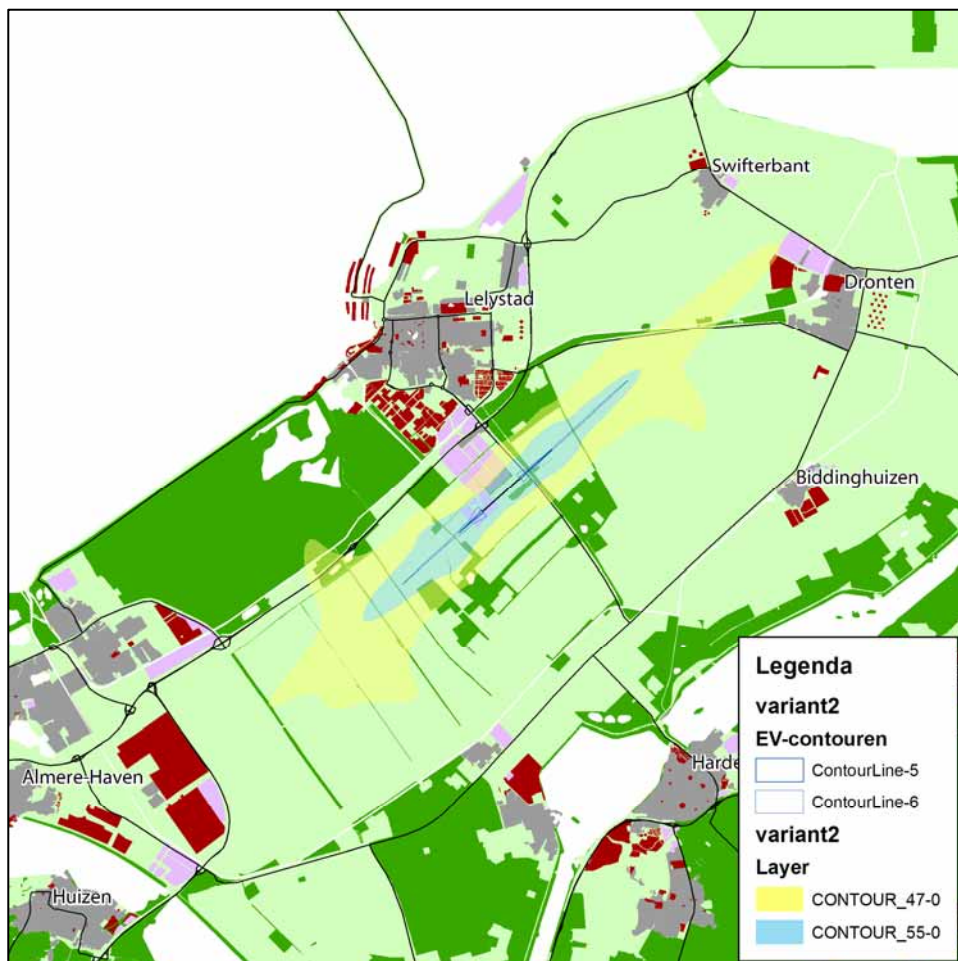 Swifterbant
Dronten
Lelystad
Biddinghuizen
Almere-Haven
Harde
Huizen
Legenda
variant2
EV-contouren
ContourLine-5
ContourLine-6
variant2
Layer
CONTOUR_47-0
CONTOUR_55-0